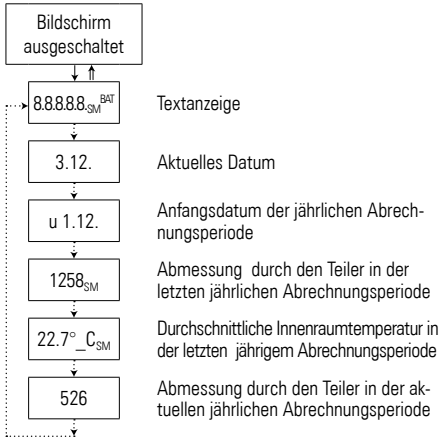 Bildschirm
ausgeschaltet
8.8.8.8.8.SM BAT
Textanzeige
3.12.
Aktuelles Datum
u 1.12.
Anfangsdatum der jährlichen Abrech-
nungsperiode
1258SM
Abmessung durch den Teiler in der
letzten jährlichen Abrechnungsperiode
22.7°_CSM
Durchschnittliche Innenraumtemperatur in
der letzten jährigem Abrechnungsperiode
526
Abmessung durch den Teiler in der ak-
tuellen jährlichen Abrechnungsperiode